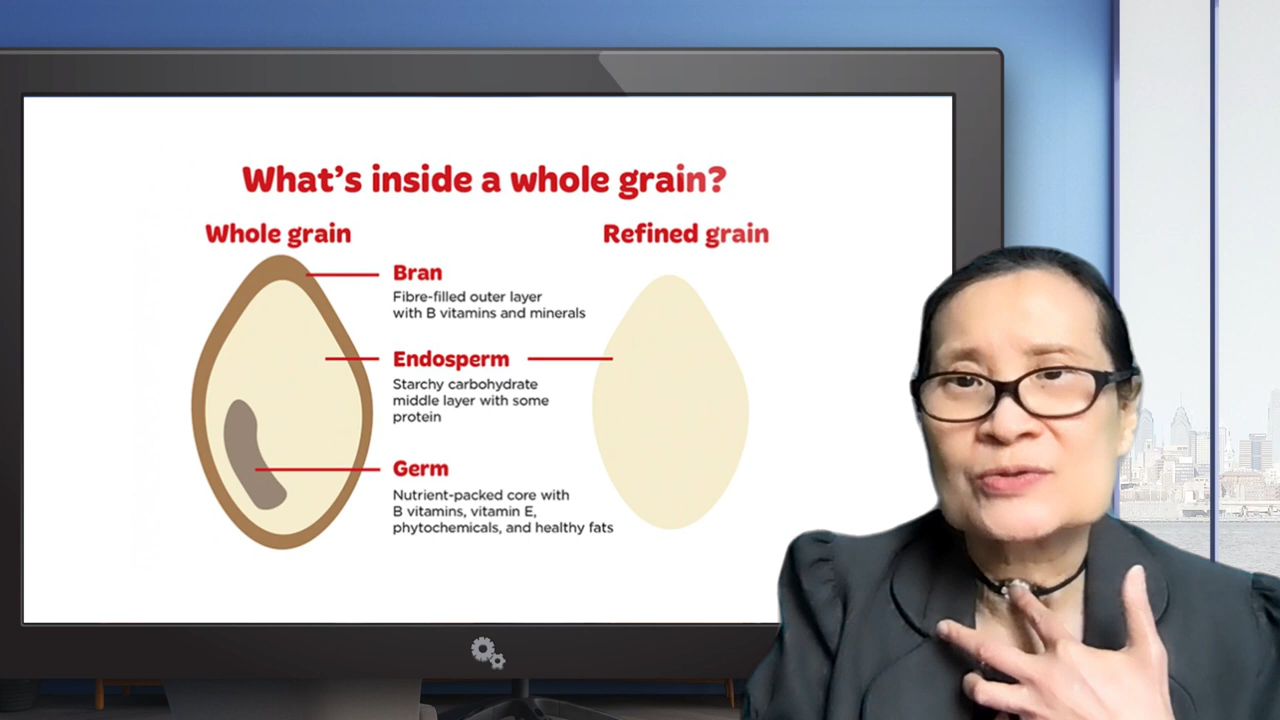 What's inside a whole grain?
Whole grain
Refined grain
Bran
Fibre-filled outer layer
with B vitamins and minerals
Endosperm
Starchy carbohydrate
middle layer with some
protein
Germ
Nutrient-packed core with
B vitamins, vitamin E,
phytochemicals, and healthy fats